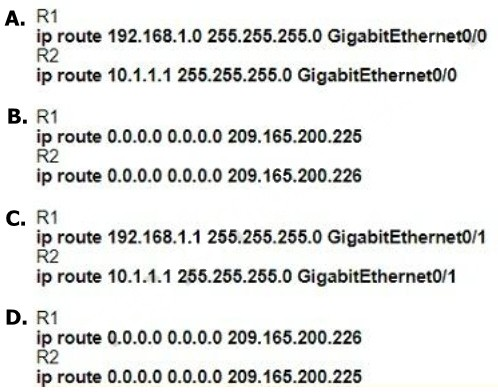 A. R1
ip route 192.168.1.0 255.255.255.0 GigabitEthernet0/0
R2
ip route 10.1.1.1 255.255.255.0 GigabitEthernet0/0
B. R1
ip route 0.0.0.0 0.0.0.0 209.165.200.225
R2
ip route 0.0.0.0 0.0.0.0 209.165.200.226
C. R1
ip route 192.168.1.1 255.255.255.0 GigabitEthernet0/1
R2
ip route 10.1.1.1 255.255.255.0 GigabitEthernet0/1
D. R1
ip route 0.0.0.0 0.0.0.0 209.165.200.226
R2
ip route 0.0.0.0 0.0.0.0 209.165.200.225